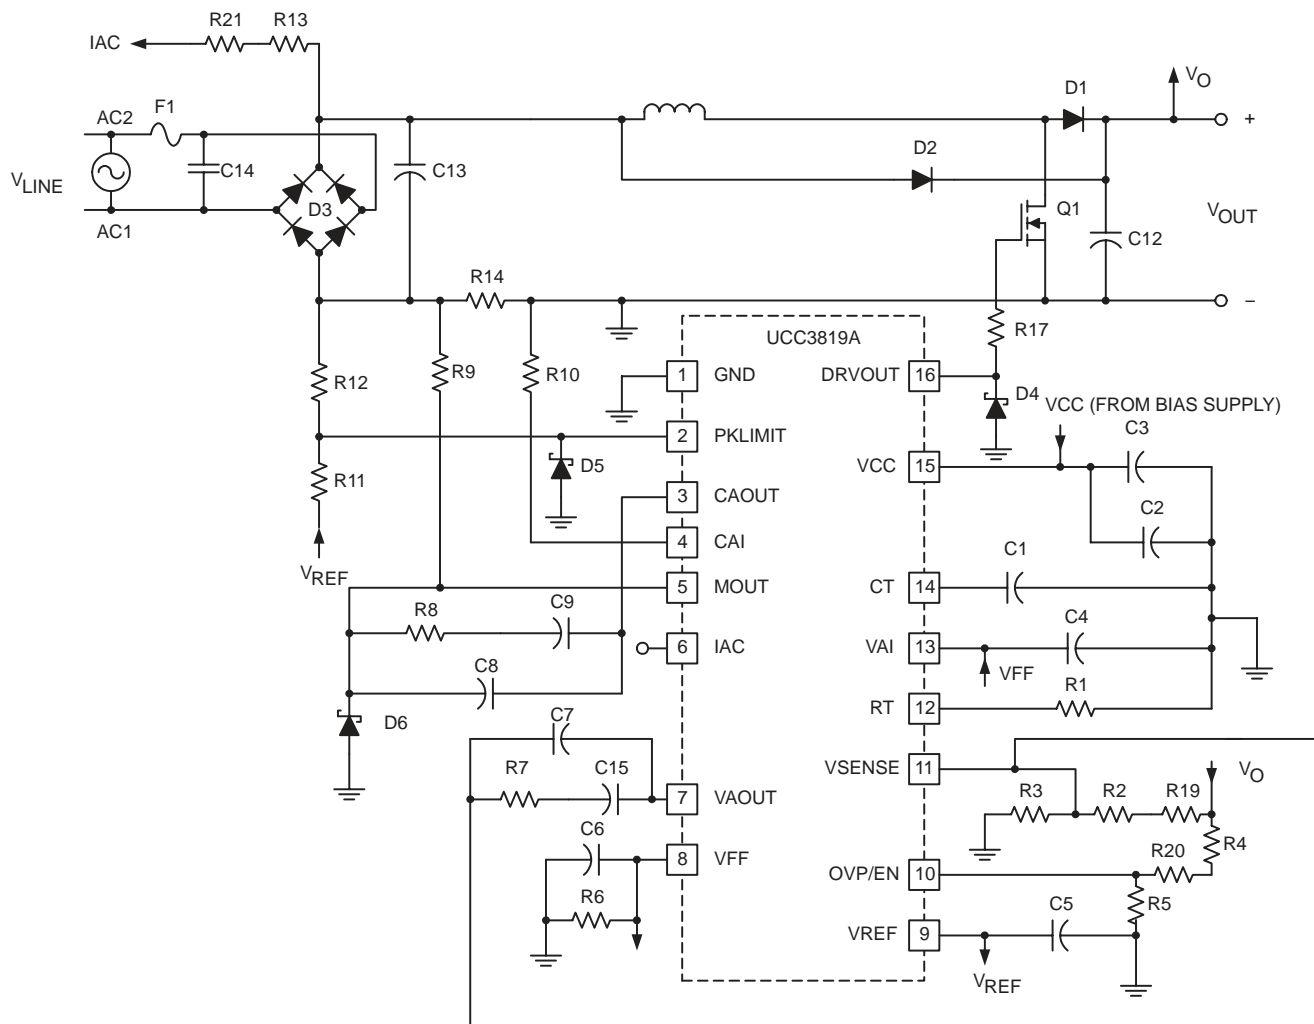 R21 R13
IAC
D1
VO
F1
AC2
+
D2
C14
C13
VLINE
D3
Q1
VOUT
AC1
C12
R14
–
R17
UCC3819A
R9
R10
1 GND
DRVOUT 16
R12
D4
VCC (FROM BIAS SUPPLY)
C3
2 PKLIMIT
D5
VCC 15
R11
3 CAOUT
C2
4 CAI
C1
VREF
5 MOUT
CT 14
R8
C9
C4
6 IAC
VAI 13
C8
VFF
R1
RT 12
D6
C7
VSENSE 11
R7
C15
VO
R3
R2
R19
7 VAOUT
C6
R4
R20
8 VFF
OVP/EN 10
R6
R5
C5
VREF 9
VREF